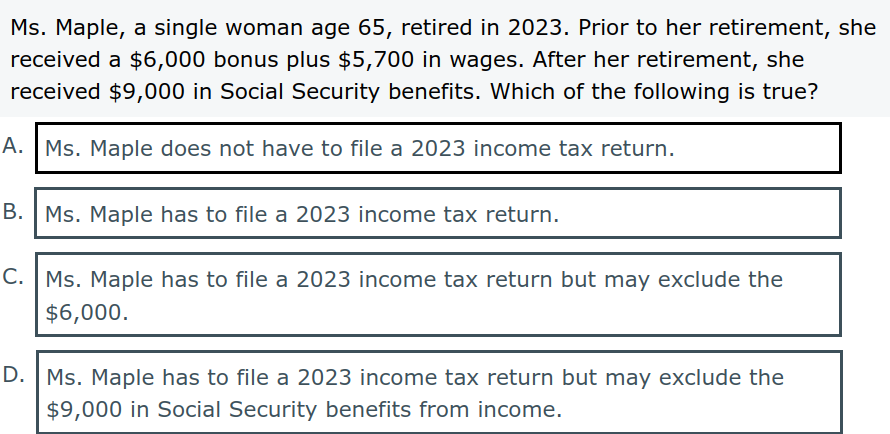 Ms. Maple, a single woman age 65, retired in 2023. Prior to her retirement, she
received a $6,000 bonus plus $5,700 in wages. After her retirement, she
received $9,000 in Social Security benefits. Which of the following is true?
A. Ms. Maple does not have to file a 2023 income tax return.
B. Ms. Maple has to file a 2023 income tax return.
C. Ms. Maple has to file a 2023 income tax return but may exclude the
$6,000.
D. Ms. Maple has to file a 2023 income tax return but may exclude the
$9,000 in Social Security benefits from income.